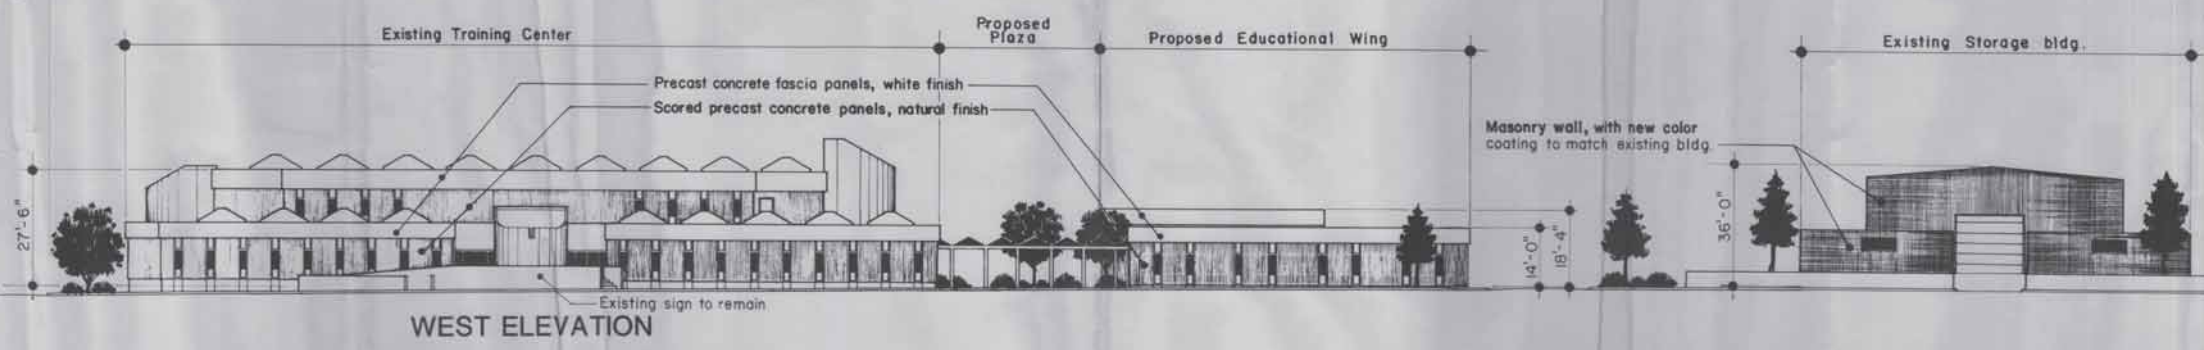 Existing Training Center
Proposed
Plaza
Proposed Educational Wing
Existing Storage bldg.
Precast concrete fascia panels, white finish
Scored precast concrete panels, natural finish
Masonry wall, with new color
coating to match existing bldg.
27'-6"
14'-0"
18'-4"
36'-0"
Existing sign to remain
WEST ELEVATION